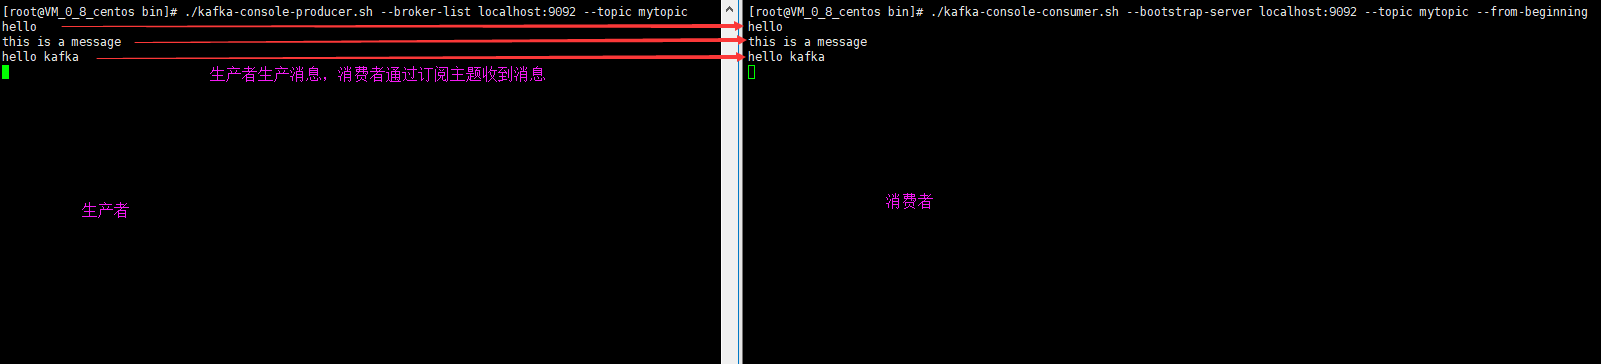 [root@VM_0_8_centos bin]# ./kafka-console-producer.sh --broker-list localhost:9092 --topic mytopic
hello
this is a message
hello kafka
生产者生产消息，消费者通过订阅主题收到消息
生产者
[root@VM_0_8_centos bin]# ./kafka-console-consumer.sh --bootstrap-server localhost:9092 --topic mytopic --from-beginning
hello
this is a message
hello kafka
消费者